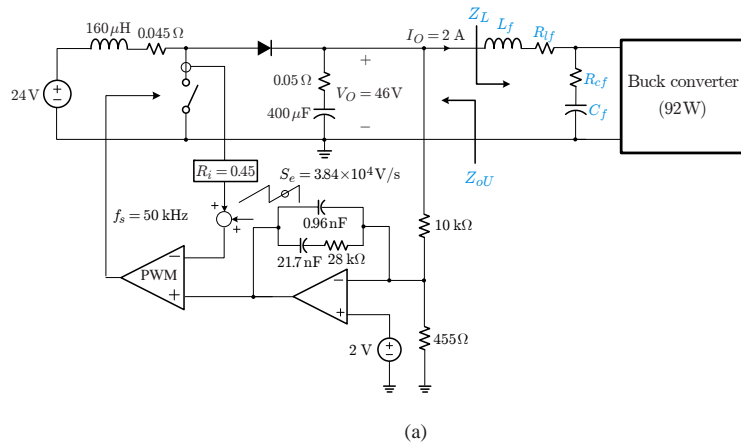 160 μH 0.045 Ω
I_O = 2 A
Z_L
L_f
R_lf
24 V
0.05 Ω
400 μF
V_O = 46 V
+
−
R_cf
C_f
Buck converter
(92W)
Z_oU
R_i = 0.45
S_e = 3.84×10⁴ V/s
f_s = 50 kHz
+
+
0.96 nF
21.7 nF 28 kΩ
10 kΩ
PWM
−
+
−
+
2 V
+
−
455 Ω
(a)